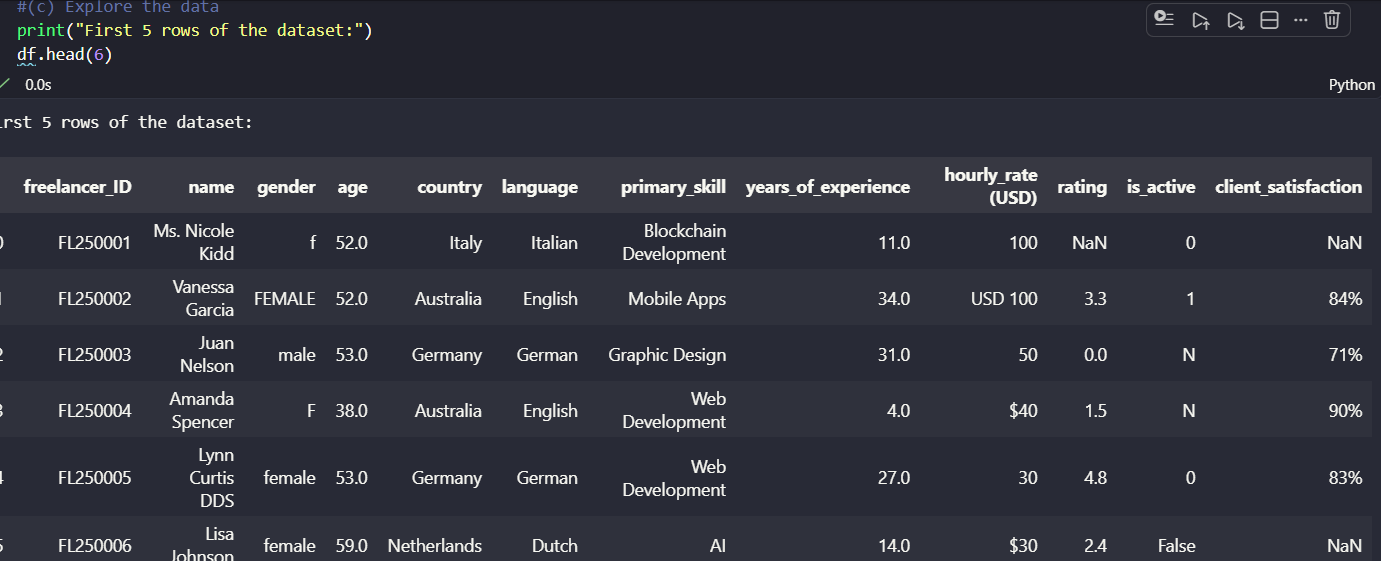 #(c) Explore the data
print("First 5 rows of the dataset:")
df.head(6)
0.0s
Python
rst 5 rows of the dataset:
freelancer_ID name gender age country language primary_skill years_of_experience hourly_rate (USD) rating is_active client_satisfaction
0 FL250001 Ms. Nicole Kidd f 52.0 Italy Italian Blockchain Development 11.0 100 NaN 0 NaN
FL250002 Vanessa Garcia FEMALE 52.0 Australia English Mobile Apps 34.0 USD 100 3.3 1 84%
2 FL250003 Juan Nelson male 53.0 Germany German Graphic Design 31.0 50 0.0 N 71%
3 FL250004 Amanda Spencer F 38.0 Australia English Web Development 4.0 $40 1.5 N 90%
4 FL250005 Lynn Curtis DDS female 53.0 Germany German Web Development 27.0 30 4.8 0 83%
5 FL250006 Lisa Johnson female 59.0 Netherlands Dutch AI 14.0 $30 2.4 False NaN